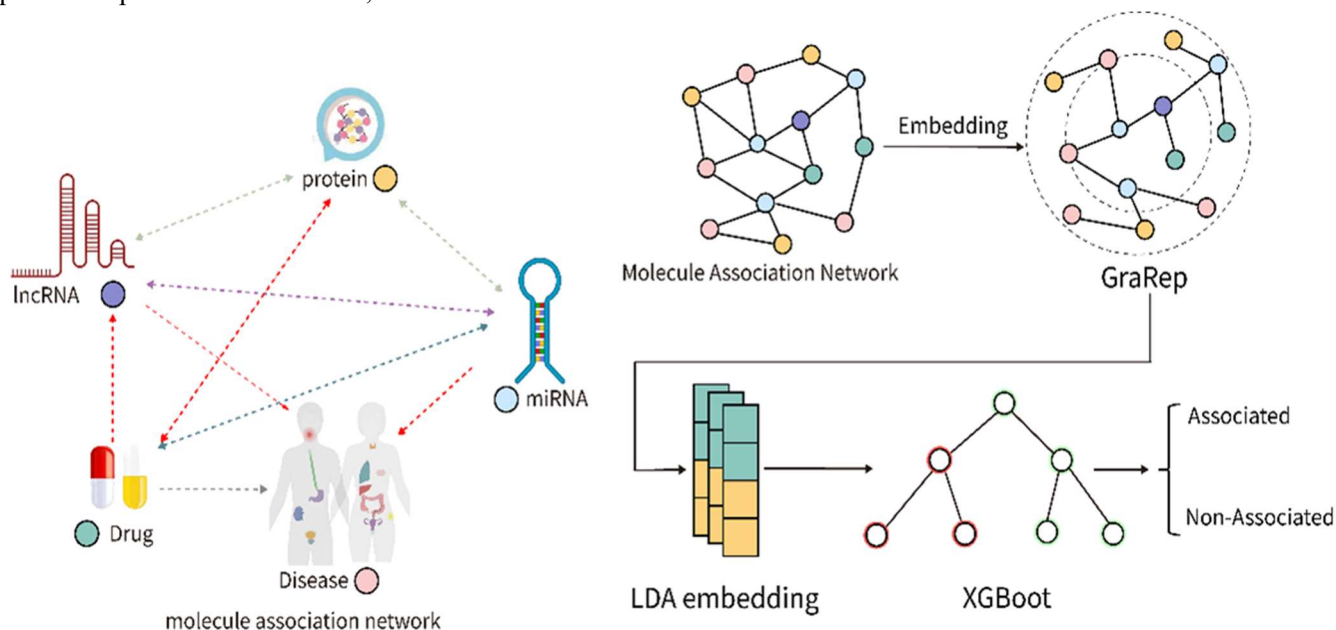 protein
lncRNA
miRNA
Drug
Disease
molecule association network
Embedding
Molecule Association Network
GraRep
LDA embedding
XGBoot
Associated
Non-Associated